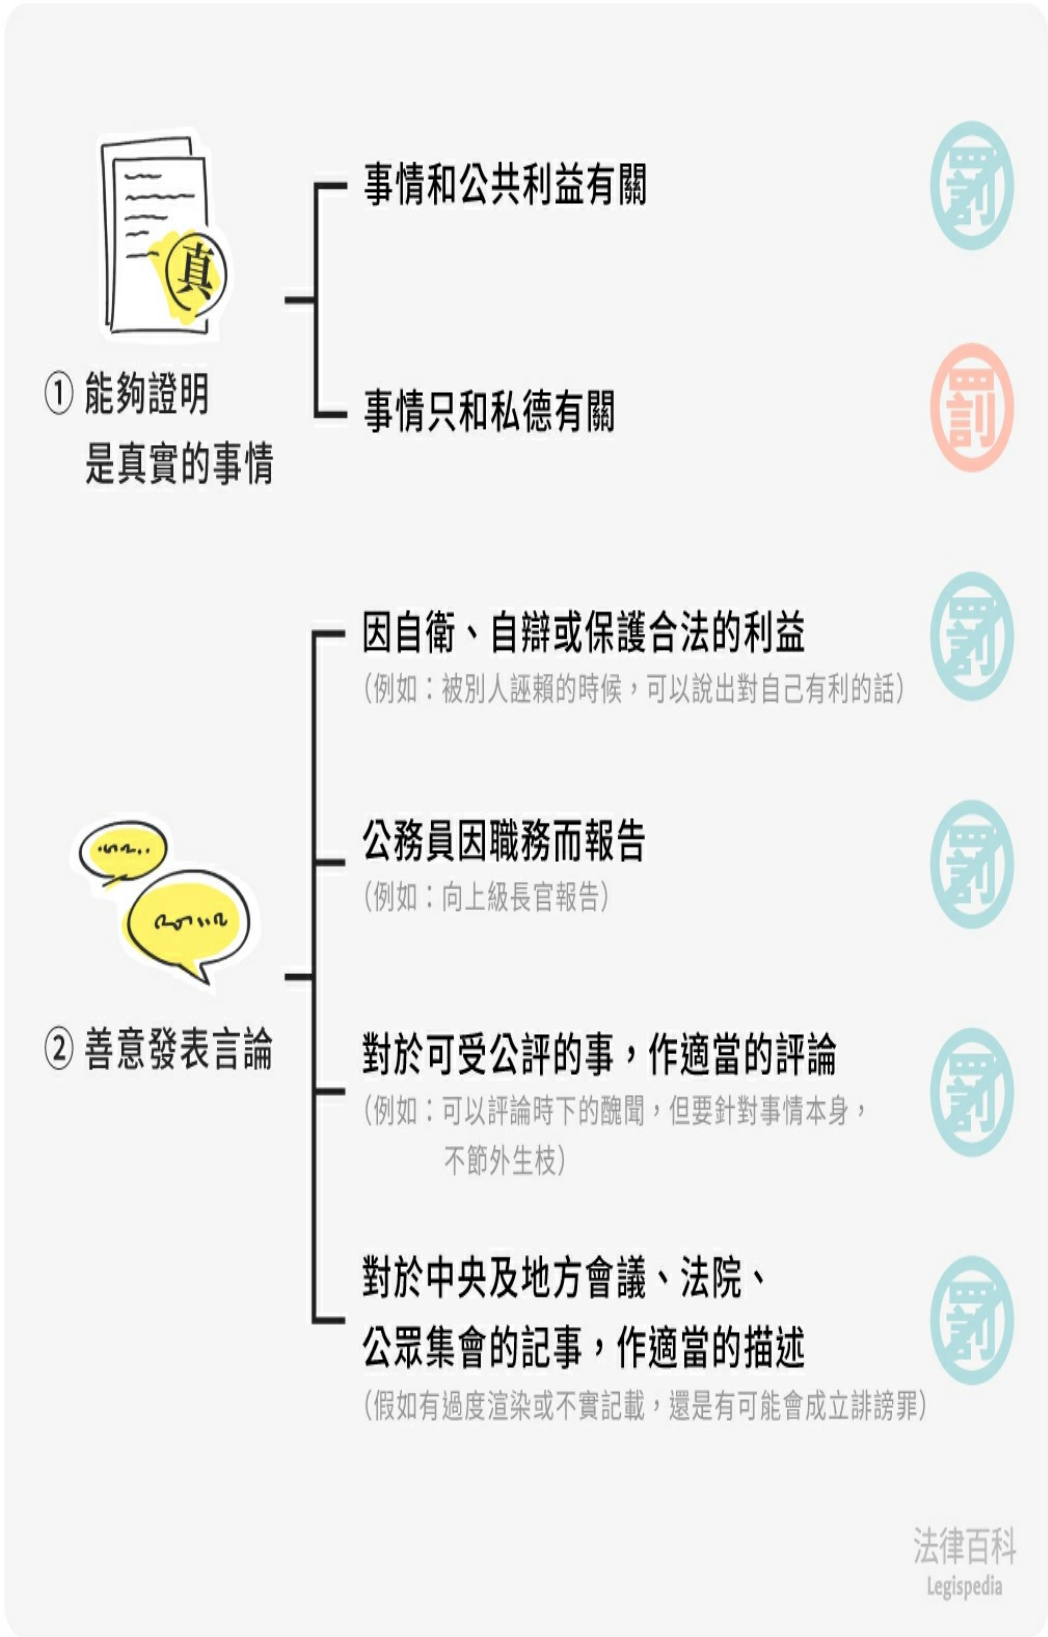 真
① 能夠證明
是真實的事情
事情和公共利益有關
罰
事情只和私德有關
罰
② 善意發表言論
因自衛、自辯或保護合法的利益
（例如：被別人誣賴的時候，可以說出對自己有利的話）
罰
公務員因職務而報告
（例如：向上級長官報告）
罰
對於可受公評的事，作適當的評論
（例如：可以評論時下的醜聞，但要針對事情本身，
不節外生枝）
罰
對於中央及地方會議、法院、
公眾集會的記事，作適當的描述
（假如有過度渲染或不實記載，還是有可能會成立誹謗罪）
罰
法律百科
Legispedia